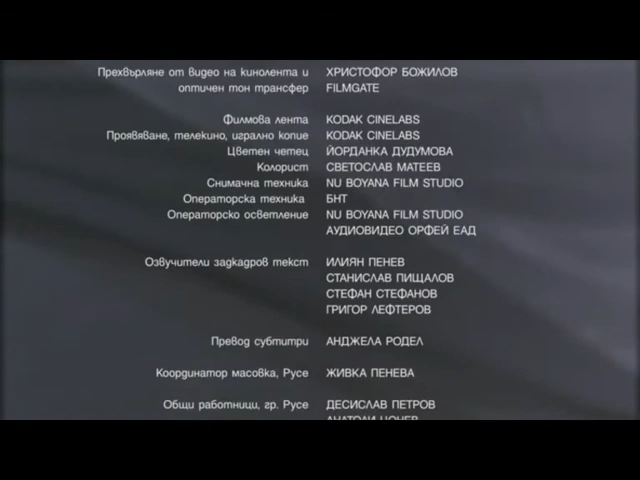 Прехвърляне от видео на кинолента и ХРИСТОФОР БОЖИЛОВ
оптичен тон трансфер FILMGATE
Филмова лента KODAK CINELABS
Проявяване, телекино, игрално копие KODAK CINELABS
Цветен четец ЙОРДАНКА ДУДУМОВА
Колорист СВЕТОСЛАВ МАТЕЕВ
Снимачна техника NU BOYANA FILM STUDIO
Операторска техника БНТ
Операторско осветление NU BOYANA FILM STUDIO
АУДИОВИДЕО ОРФЕЙ ЕАД
Озвучители задкадров текст ИЛИЯН ПЕНЕВ
СТАНИСЛАВ ПИЩАЛОВ
СТЕФАН СТЕФАНОВ
ГРИГОР ЛЕФТЕРОВ
Превод субтитри АНДЖЕЛА РОДЕЛ
Координатор масовка, Русе ЖИВКА ПЕНЕВА
Общи работници, гр. Русе ДЕСИСЛАВ ПЕТРОВ
АНАТОЛИ ЦОНЕВ